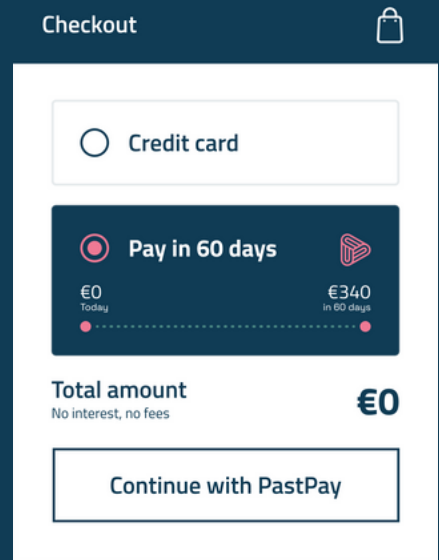 Checkout
Credit card
Pay in 60 days
€0 €340
Today in 60 days
Total amount €0
No interest, no fees
Continue with PastPay